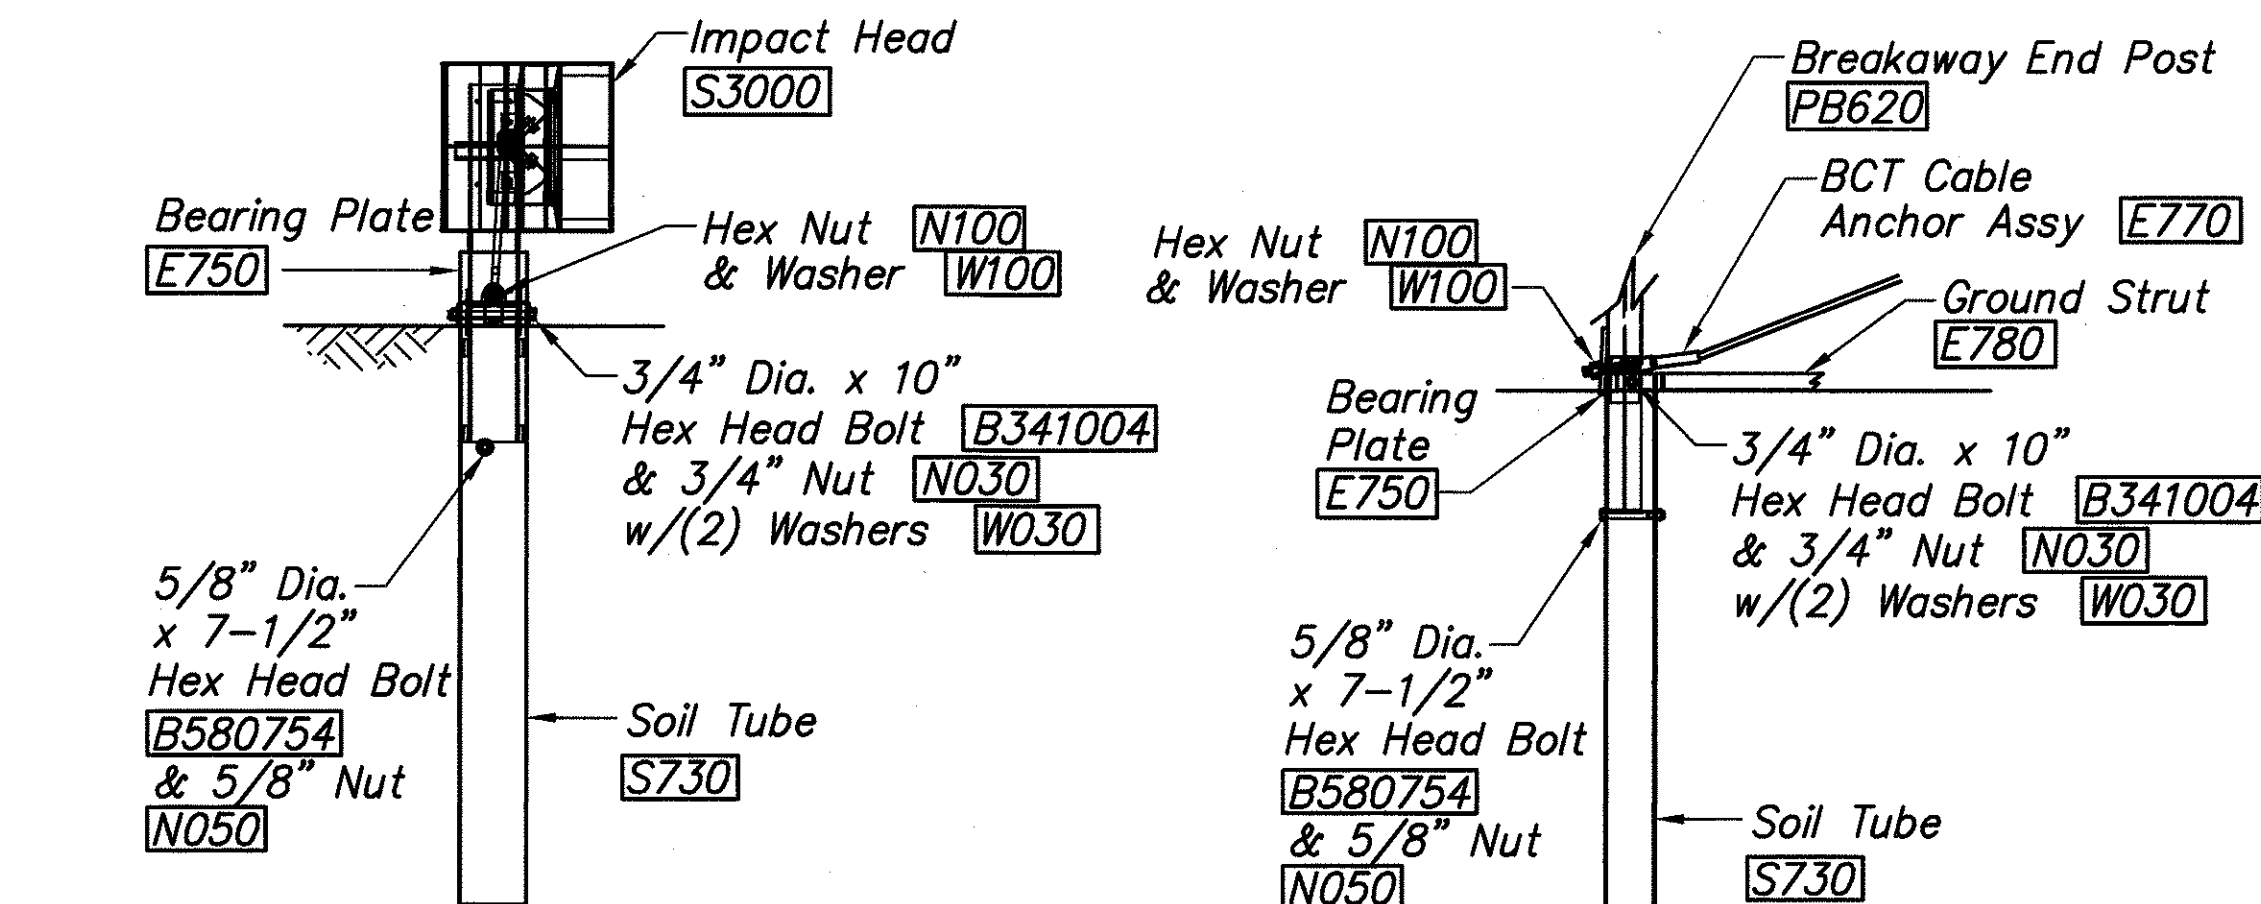 Impact Head
S3000
Bearing Plate
E750
Hex Nut N100
& Washer W100
3/4" Dia. x 10"
Hex Head Bolt B341004
& 3/4" Nut N030
w/(2) Washers W030
5/8" Dia.
x 7-1/2"
Hex Head Bolt
B580754
& 5/8" Nut
N050
Soil Tube
S730
Breakaway End Post
PB620
BCT Cable
Anchor Assy E770
Hex Nut N100
& Washer W100
Ground Strut
E780
Bearing
Plate
E750
3/4" Dia. x 10"
Hex Head Bolt B341004
& 3/4" Nut N030
w/(2) Washers W030
5/8" Dia.
x 7-1/2"
Hex Head Bolt
B580754
& 5/8" Nut
N050
Soil Tube
S730